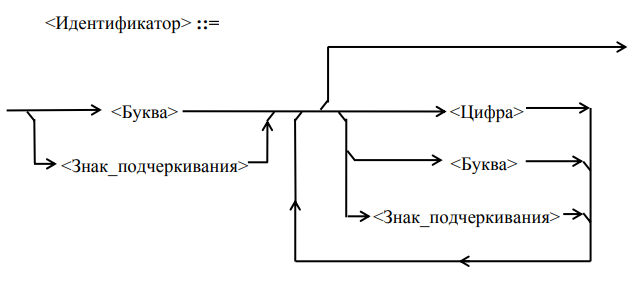 <Идентификатор> ::=
<Буква> <Цифра>
<Знак_подчеркивания> <Буква>
<Знак_подчеркивания>